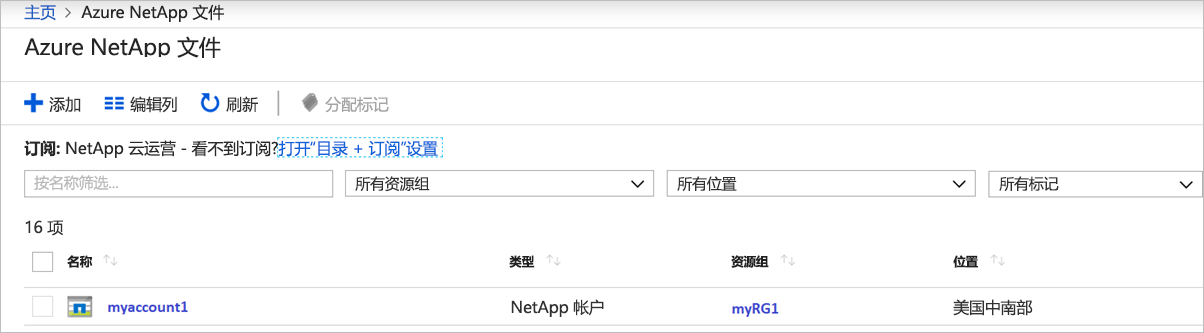 主页 > Azure NetApp 文件
Azure NetApp 文件
添加 编辑列 刷新 分配标记
订阅: NetApp 云运营 - 看不到订阅?打开“目录 + 订阅”设置
按名称筛选... 所有资源组 所有位置 所有标记
16 项
名称 类型 资源组 位置
myaccount1 NetApp 帐户 myRG1 美国中南部